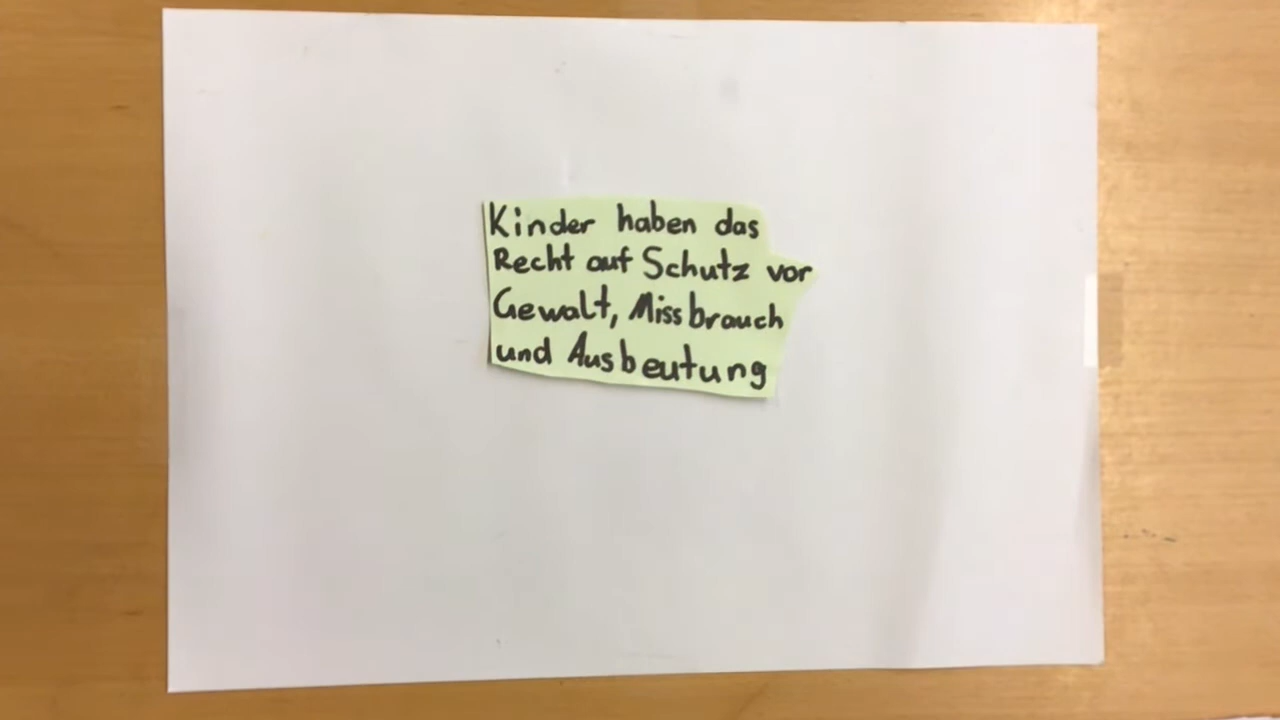 Kinder haben das
Recht auf Schutz vor
Gewalt, Missbrauch
und Ausbeutung